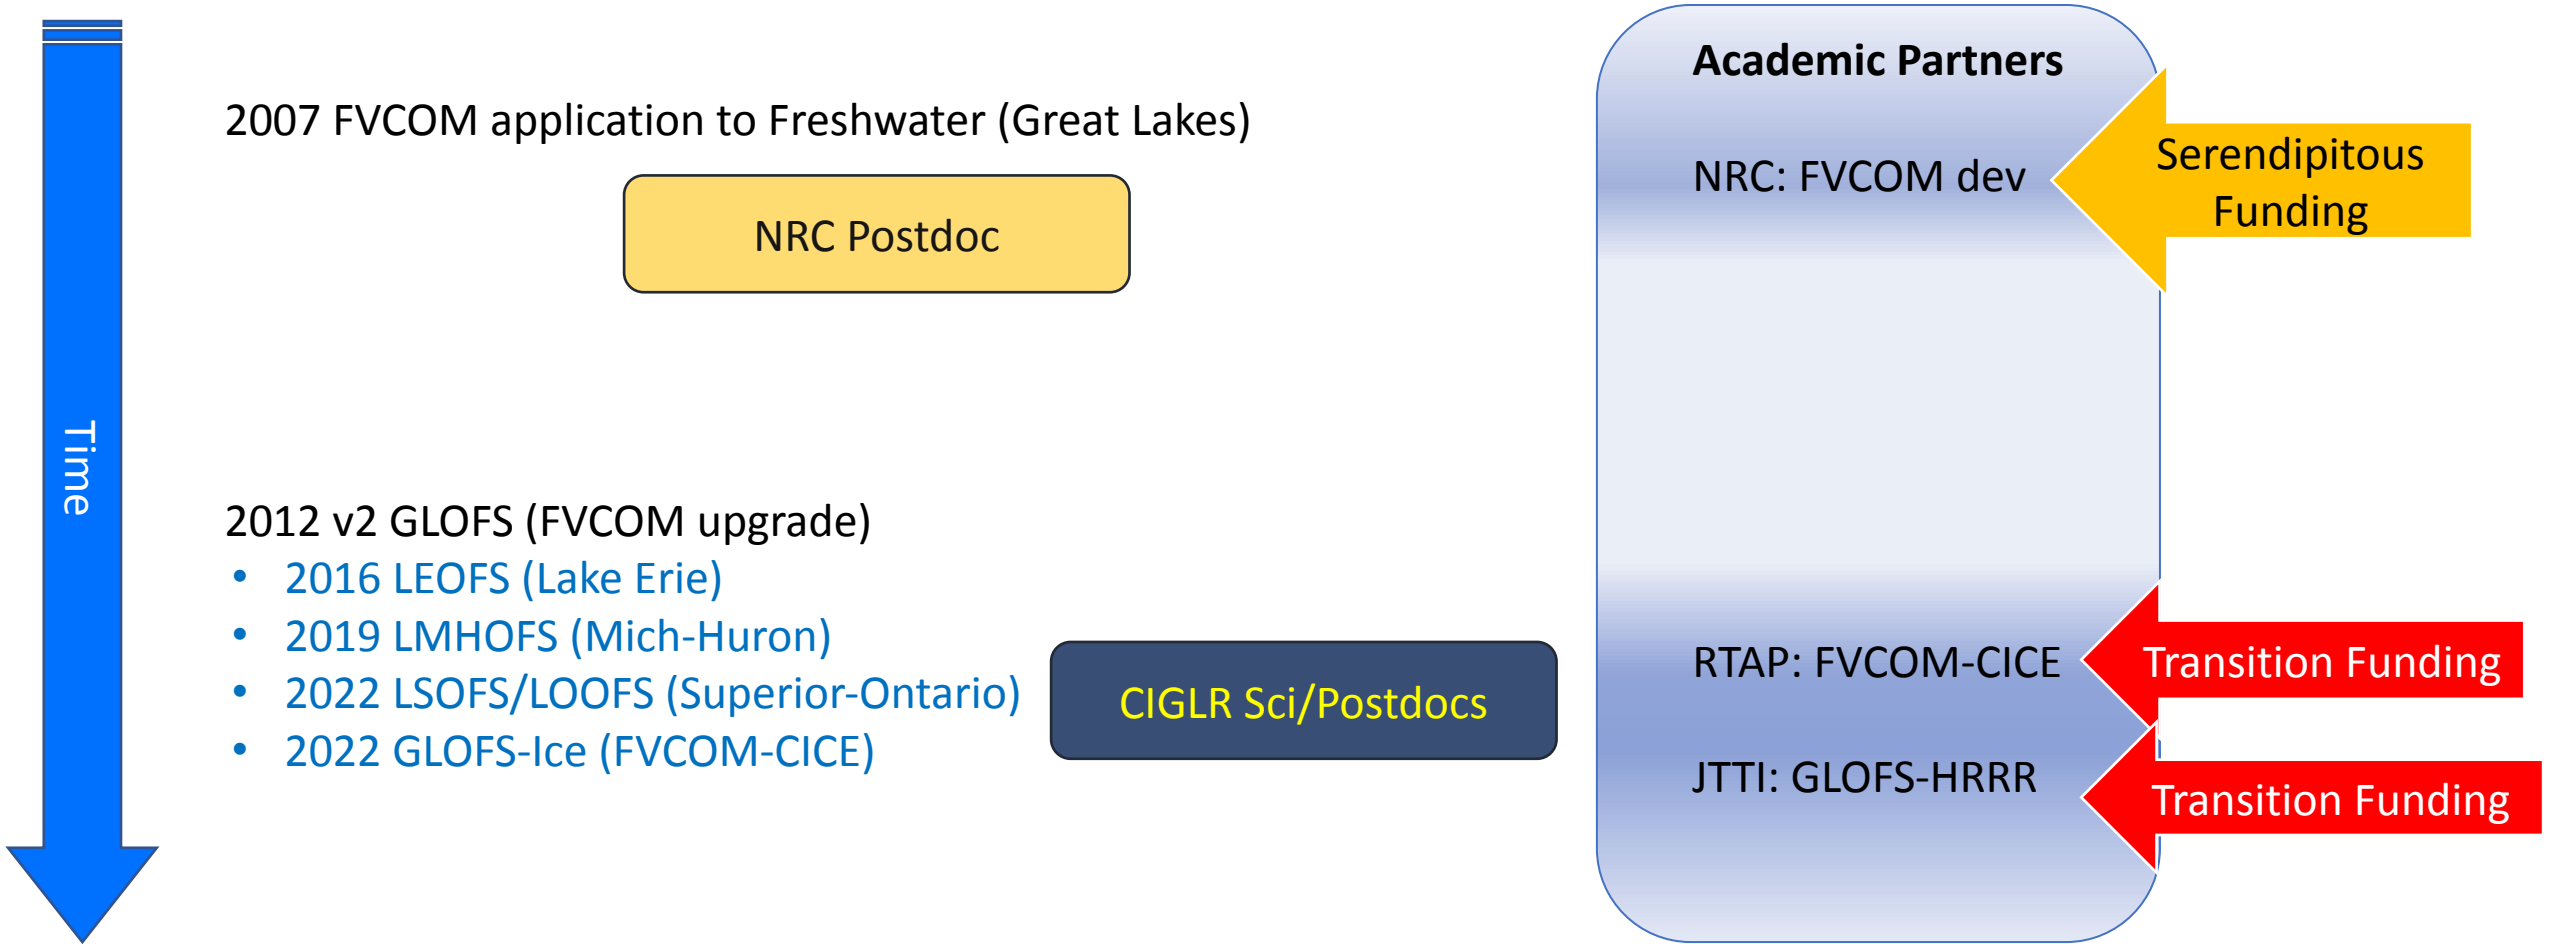 Time
2007 FVCOM application to Freshwater (Great Lakes)
NRC Postdoc
2012 v2 GLOFS (FVCOM upgrade)
• 2016 LEOFS (Lake Erie)
• 2019 LMHOFS (Mich-Huron)
• 2022 LSOFS/LOOFS (Superior-Ontario)
• 2022 GLOFS-Ice (FVCOM-CICE)
CIGLR Sci/Postdocs
Academic Partners
NRC: FVCOM dev
Serendipitous
Funding
RTAP: FVCOM-CICE
Transition Funding
JTTI: GLOFS-HRRR
Transition Funding